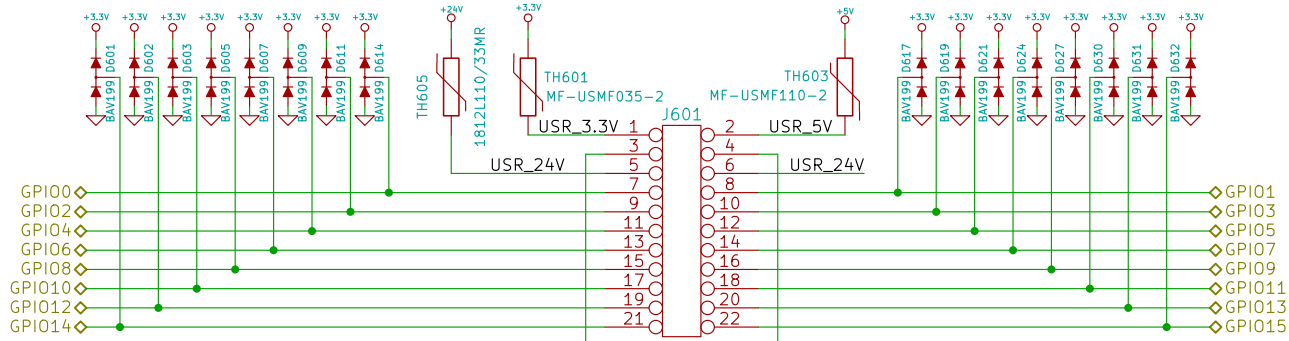 +3.3V +3.3V +3.3V +3.3V +3.3V +3.3V +3.3V +3.3V +24V +3.3V +5V +3.3V +3.3V +3.3V +3.3V +3.3V +3.3V +3.3V +3.3V
D601 D602 D603 D605 D607 D609 D611 D614
BAV199 BAV199 BAV199 BAV199 BAV199 BAV199 BAV199 BAV199
TH605
1812L110/33MR
TH601
MF-USMF035-2
TH603
MF-USMF110-2
D617 D619 D621 D624 D627 D630 D631 D632
BAV199 BAV199 BAV199 BAV199 BAV199 BAV199 BAV199 BAV199
J601
USR_3.3V 1 2 USR_5V
3 4
USR_24V 5 6 USR_24V
GPIO0 7 8 GPIO1
GPIO2 9 10 GPIO3
GPIO4 11 12 GPIO5
GPIO6 13 14 GPIO7
GPIO8 15 16 GPIO9
GPIO10 17 18 GPIO11
GPIO12 19 20 GPIO13
GPIO14 21 22 GPIO15